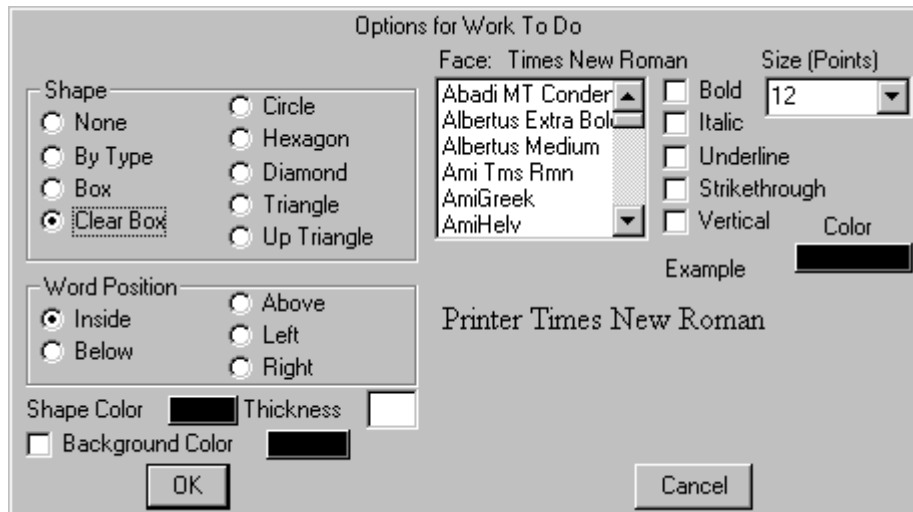 Options for Work To Do
Face: Times New Roman
Size (Points)
Shape
None
By Type
Box
Clear Box
Circle
Hexagon
Diamond
Triangle
Up Triangle
Abadi MT Conden
Albertus Extra Bold
Albertus Medium
Ami Tms Rmn
AmiGreek
AmiHelv
Bold
Italic
Underline
Strikethrough
Vertical
12
Color
Example
Printer Times New Roman
Word Position
Inside
Below
Above
Left
Right
Shape Color
Thickness
Background Color
OK
Cancel